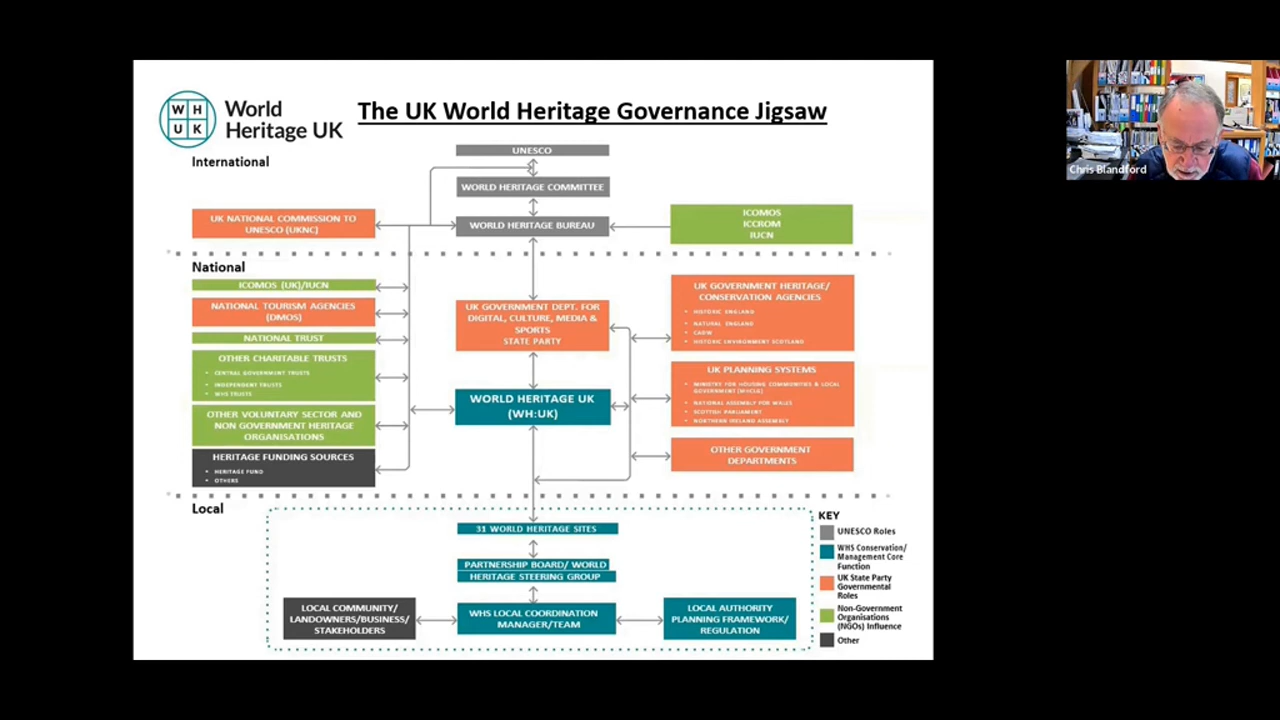 W H
U K
World
Heritage UK
The UK World Heritage Governance Jigsaw
International
UNESCO
WORLD HERITAGE COMMITTEE
UK NATIONAL COMMISSION TO
UNESCO (UKNC)
WORLD HERITAGE BUREAU
ICOMOS
ICCROM
IUCN
National
ICOMOS (UK)/IUCN
NATIONAL TOURISM AGENCIES
(DMOS)
NATIONAL TRUST
OTHER CHARITABLE TRUSTS
• CENTRAL GOVERNMENT TRUSTS
• INDEPENDENT TRUSTS
• WHS TRUSTS
OTHER VOLUNTARY SECTOR AND
NON GOVERNMENT HERITAGE
ORGANISATIONS
HERITAGE FUNDING SOURCES
• HERITAGE FUND
• OTHERS
UK GOVERNMENT DEPT. FOR
DIGITAL, CULTURE, MEDIA &
SPORTS
STATE PARTY
WORLD HERITAGE UK
(WH:UK)
UK GOVERNMENT HERITAGE/
CONSERVATION AGENCIES
• HISTORIC ENGLAND
• NATURAL ENGLAND
• CADW
• HISTORIC ENVIRONMENT SCOTLAND
UK PLANNING SYSTEMS
• MINISTRY FOR HOUSING COMMUNITIES & LOCAL
GOVERNMENT (MHCLG)
• NATIONAL ASSEMBLY FOR WALES
• SCOTTISH PARLIAMENT
• NORTHERN IRELAND ASSEMBLY
OTHER GOVERNMENT
DEPARTMENTS
Local
31 WORLD HERITAGE SITES
PARTNERSHIP BOARD/ WORLD
HERITAGE STEERING GROUP
LOCAL COMMUNITY/
LANDOWNERS/BUSINESS/
STAKEHOLDERS
WHS LOCAL COORDINATION
MANAGER/TEAM
LOCAL AUTHORITY
PLANNING FRAMEWORK/
REGULATION
KEY
UNESCO Roles
WHS Conservation/
Management Core
Function
UK State Party
Governmental
Roles
Non-Government
Organisations
(NGOs) Influence
Other
Chris Blandford